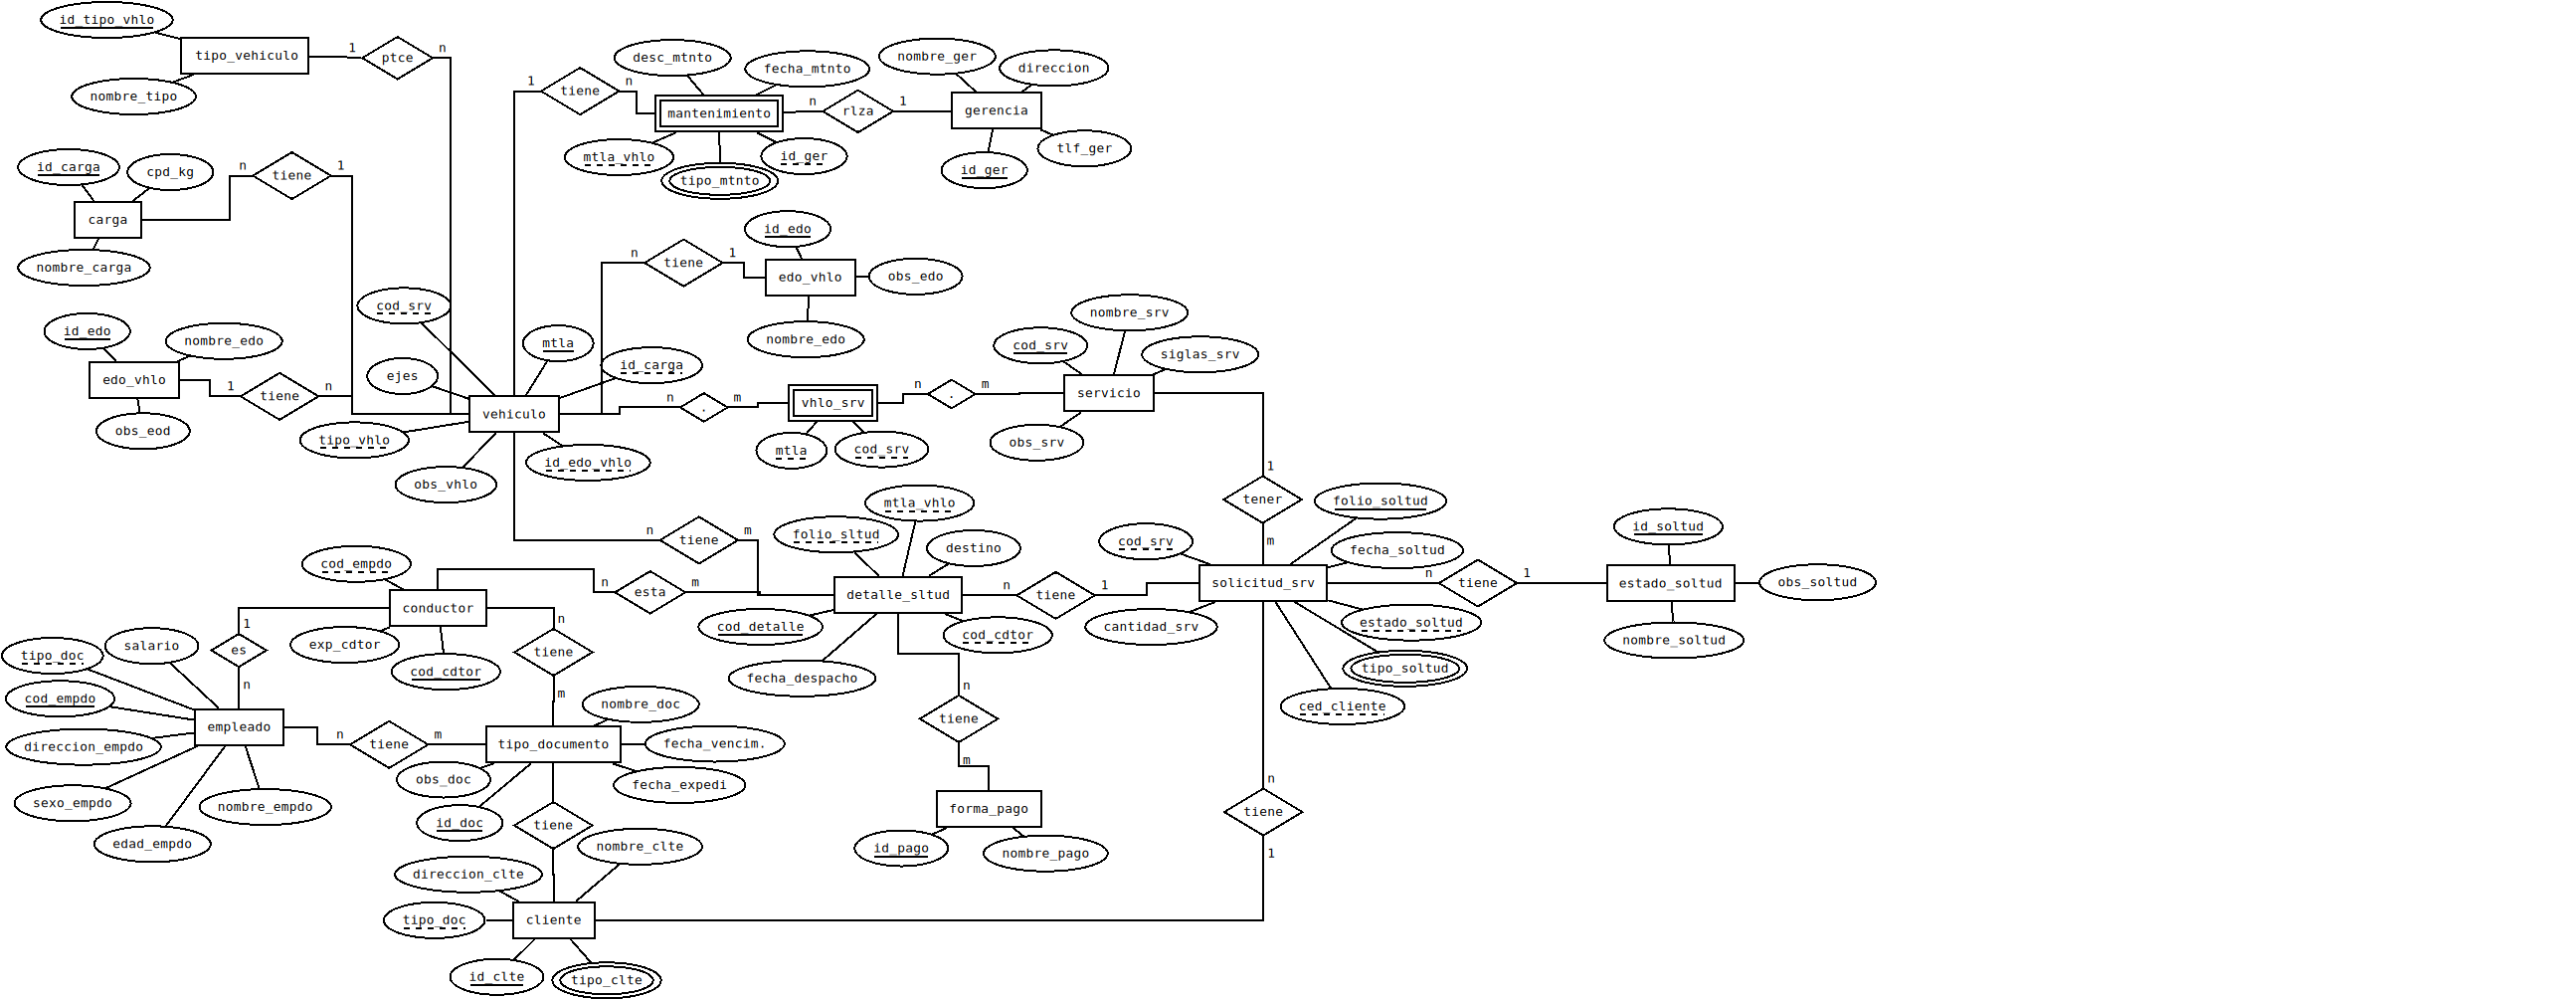 id_tipo_vhlo
tipo_vehiculo
nombre_tipo
1
ptce
n
desc_mtnto
fecha_mtnto
nombre_ger
direccion
1
tiene
n
mantenimiento
n
rlza
1
gerencia
mtla_vhlo
id_ger
tipo_mtnto
tlf_ger
id_ger
id_carga
cpd_kg
n
tiene
1
carga
nombre_carga
id_edo
n
tiene
1
edo_vhlo
obs_edo
nombre_edo
cod_srv
id_edo
nombre_edo
edo_vhlo
1
tiene
n
obs_eod
ejes
mtla
id_carga
vehiculo
tipo_vhlo
obs_vhlo
id_edo_vhlo
n
.
m
vhlo_srv
mtla
cod_srv
n
.
m
nombre_srv
cod_srv
siglas_srv
servicio
obs_srv
1
tener
m
folio_soltud
cod_srv
fecha_soltud
solicitud_srv
cantidad_srv
estado_soltud
tipo_soltud
ced_cliente
n
tiene
1
id_soltud
estado_soltud
obs_soltud
nombre_soltud
n
tiene
m
mtla_vhlo
folio_sltud
destino
detalle_sltud
cod_detalle
cod_cdtor
fecha_despacho
n
tiene
1
cod_empdo
n
esta
m
conductor
exp_cdtor
cod_cdtor
1
es
n
n
tiene
m
tipo_doc
salario
cod_empdo
empleado
direccion_empdo
sexo_empdo
nombre_empdo
edad_empdo
n
tiene
m
nombre_doc
tipo_documento
fecha_vencim.
obs_doc
fecha_expedi
id_doc
tiene
n
tiene
m
forma_pago
id_pago
nombre_pago
n
tiene
1
nombre_clte
direccion_clte
tipo_doc
cliente
id_clte
tipo_clte